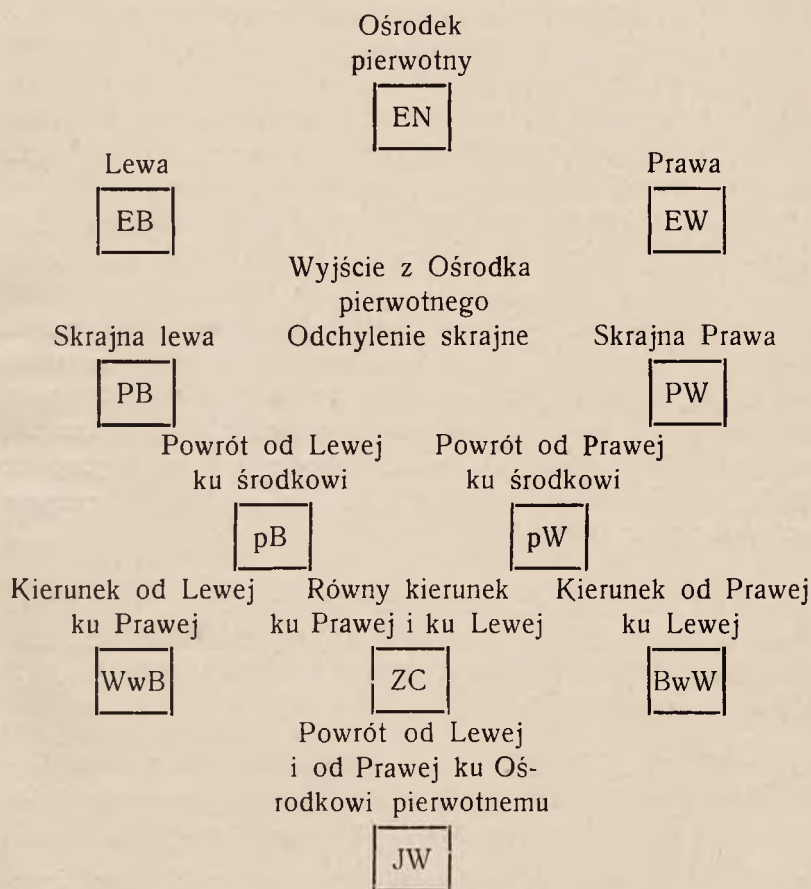 Ośrodek
pierwotny
EN
Lewa
Prawa
EB
EW
Wyjście z Ośrodka
pierwotnego
Skrajna lewa
Odchylenie skrajne
Skrajna Prawa
PB
PW
Powrót od Lewej
ku środkowi
Powrót od Prawej
ku środkowi
pB
pW
Kierunek od Lewej
ku Prawej
Równy kierunek
ku Prawej i ku Lewej
Kierunek od Prawej
ku Lewej
WwB
ZC
BwW
Powrót od Lewej
i od Prawej ku Oś-
rodkowi pierwotnemu
JW